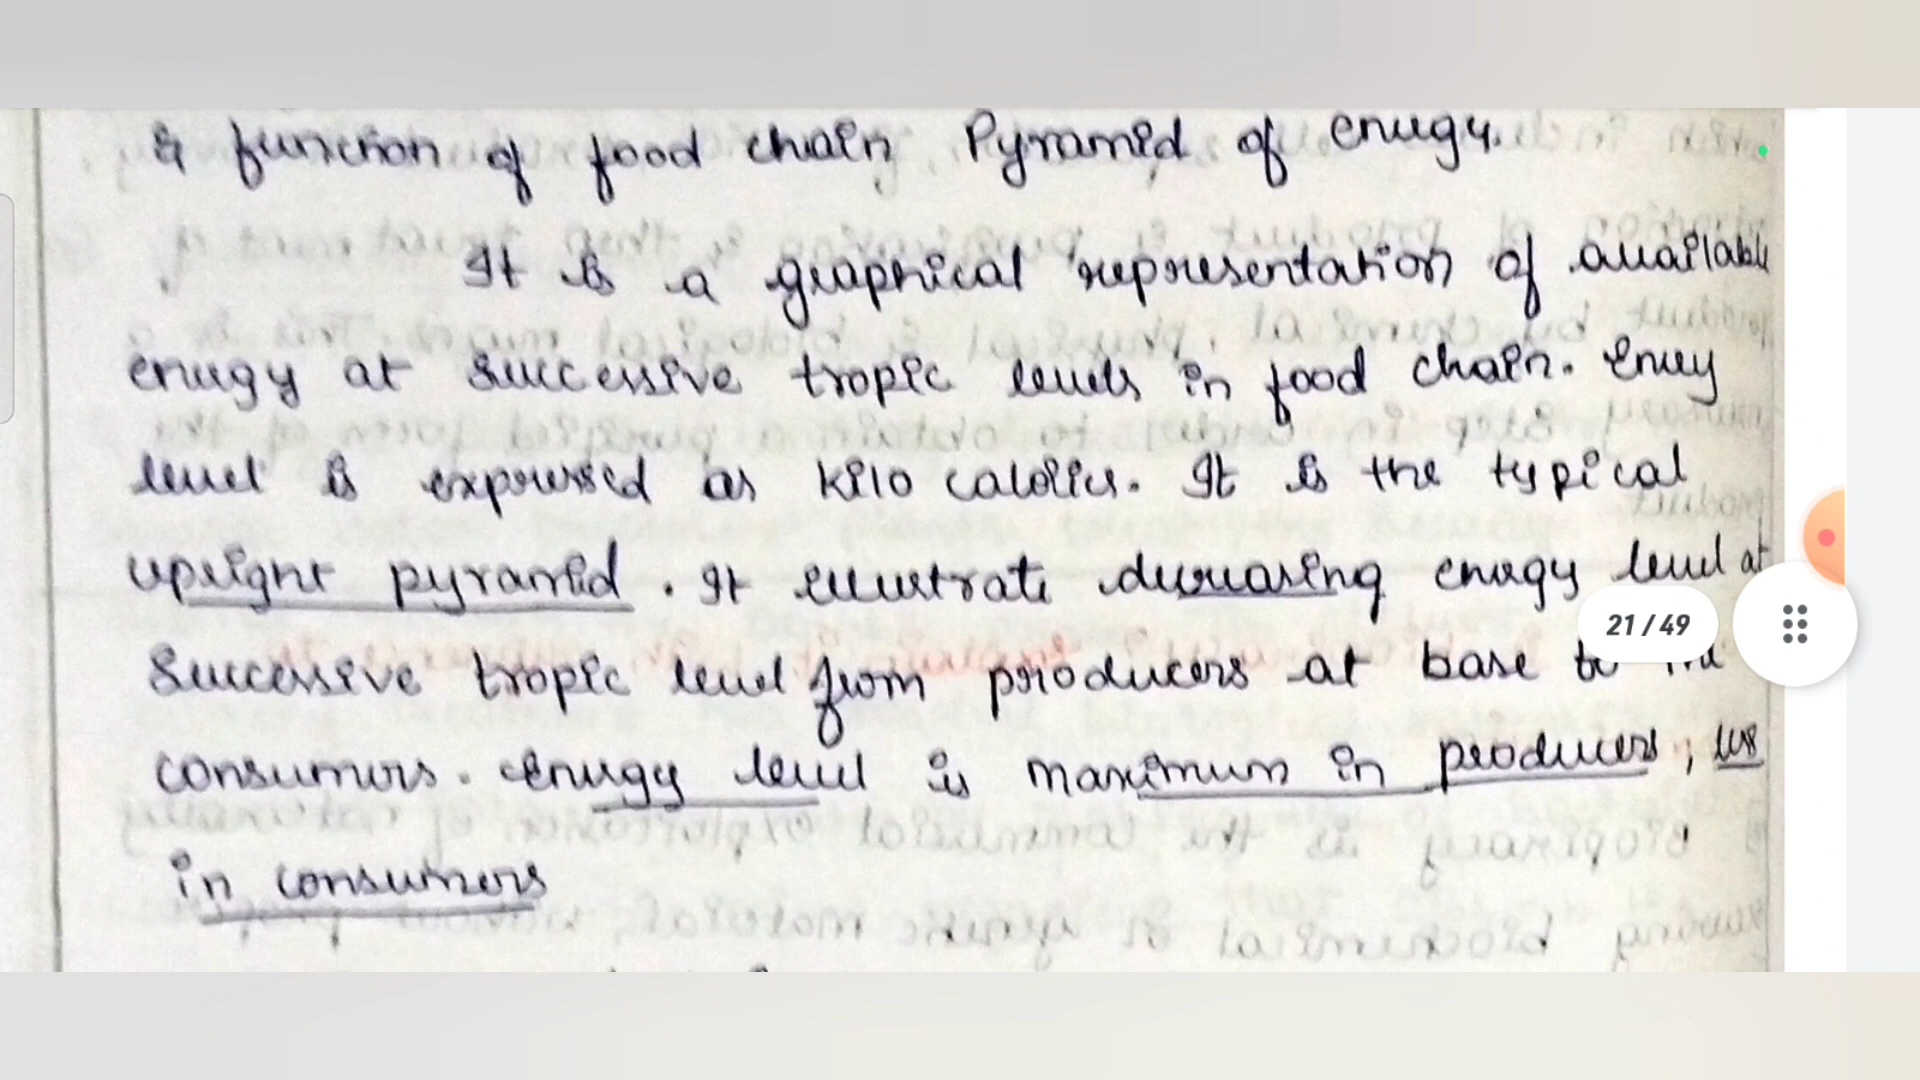 & function of food chain Pyramid of energy.
It is a graphical representation of available
energy at successive tropic levels in food chain. Energy
level is expressed as kilo calories. It is the typical
upright pyramid. It illustrate decreasing energy level at
21 / 49
successive tropic level from producers at base to the
consumers. Energy level is maximum in producers, less
in consumers